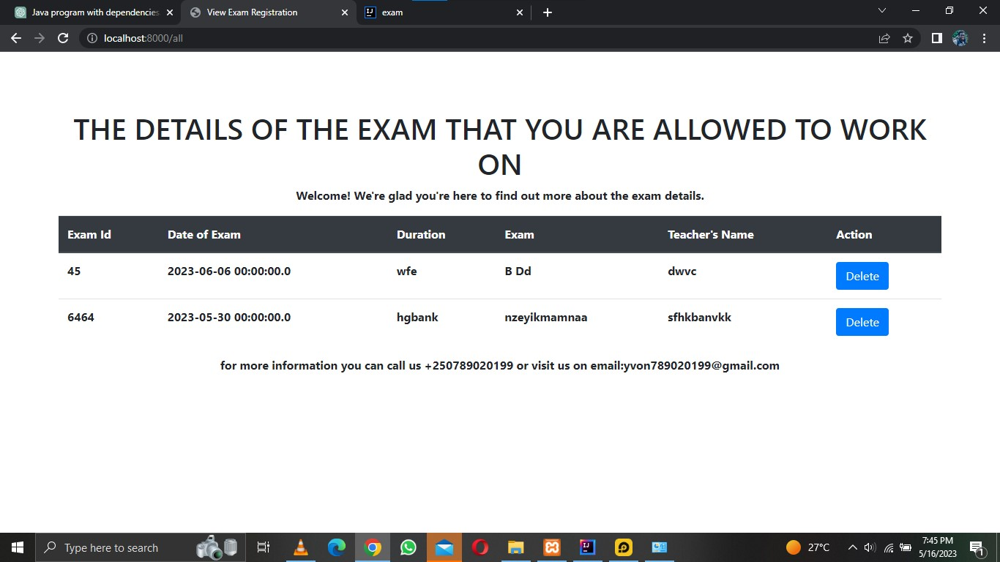 Java program with dependencies
View Exam Registration
exam
localhost:8000/all
THE DETAILS OF THE EXAM THAT YOU ARE ALLOWED TO WORK
ON
Welcome! We're glad you're here to find out more about the exam details.
Exam Id Date of Exam Duration Exam Teacher's Name Action
45 2023-06-06 00:00:00.0 wfe B Dd dwvc Delete
6464 2023-05-30 00:00:00.0 hgbank nzeyikmamnaa sfhkbanvkk Delete
for more information you can call us +250789020199 or visit us on email:yvon789020199@gmail.com
Type here to search
27°C
7:45 PM
5/16/2023
1